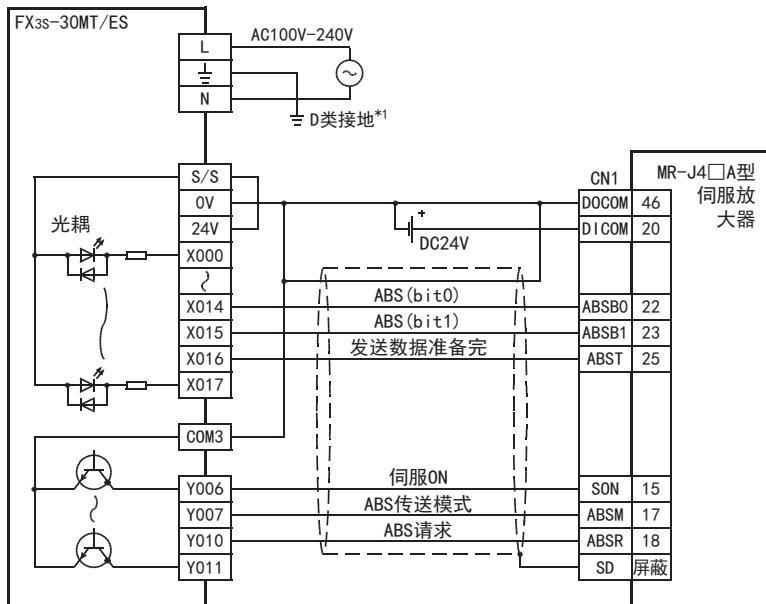 FX3S-30MT/ES
L
AC100V-240V
N
D类接地*1
S/S
0V
24V
光耦
X000
X014
X015
X016
X017
COM3
Y006
Y007
Y010
Y011
+
DC24V
ABS(bit0)
ABS(bit1)
发送数据准备完
伺服ON
ABS传送模式
ABS请求
CN1
MR-J4□A型
伺服放
大器
DOCOM 46
DICOM 20
ABSB0 22
ABSB1 23
ABST 25
SON 15
ABSM 17
ABSR 18
SD 屏蔽